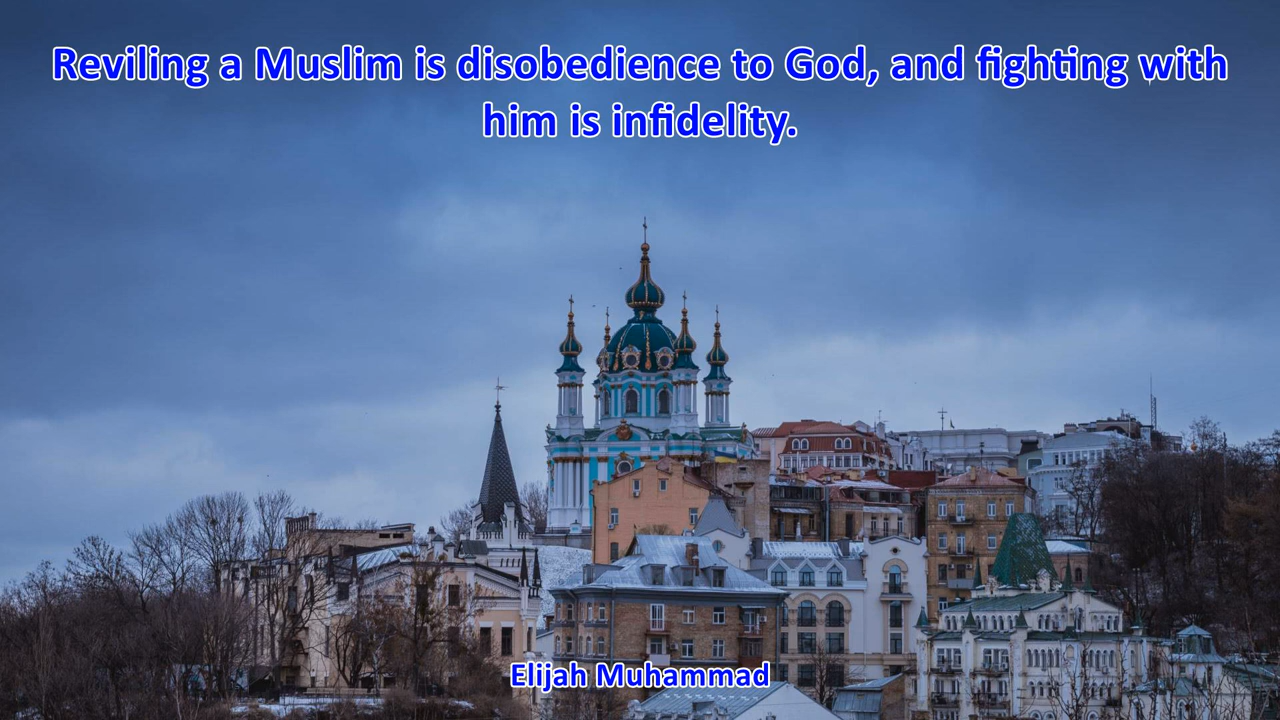 Reviling a Muslim is disobedience to God, and fighting with
him is infidelity.
Elijah Muhammad